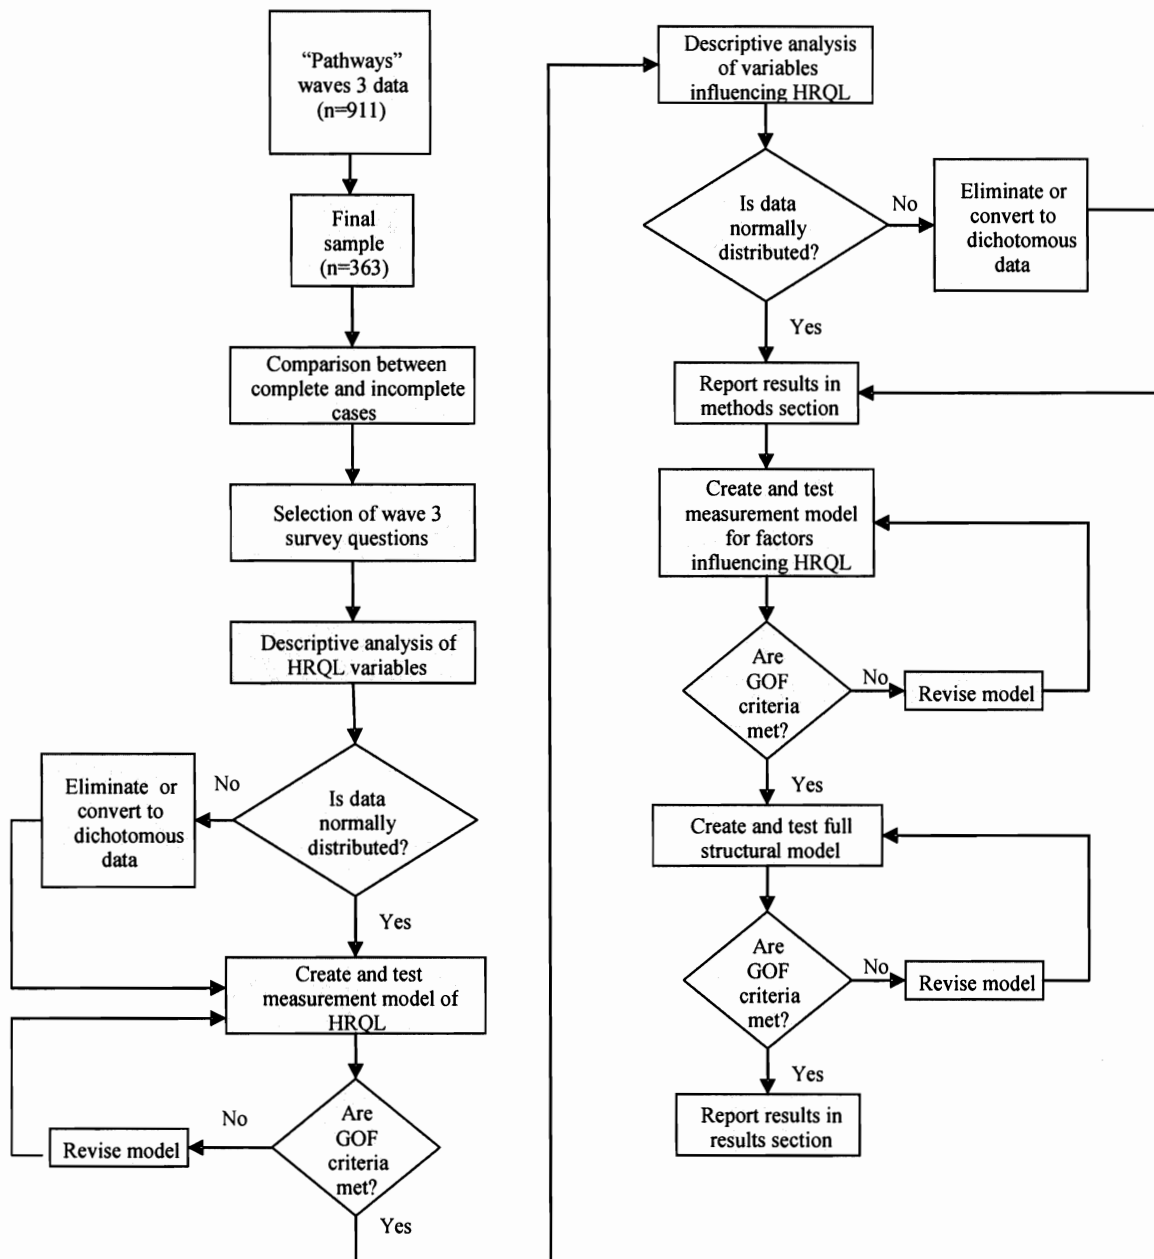 “Pathways”
waves 3 data
(n=911)
Final
sample
(n=363)
Comparison between
complete and incomplete
cases
Selection of wave 3
survey questions
Descriptive analysis of
HRQL variables
Is data
normally
distributed?
No
Eliminate or
convert to
dichotomous
data
Yes
Create and test
measurement model of
HRQL
Are
GOF
criteria
met?
No
Revise model
Yes
Descriptive analysis
of variables
influencing HRQL
Is data
normally
distributed?
No
Eliminate or
convert to
dichotomous
data
Yes
Report results in
methods section
Create and test
measurement model
for factors
influencing HRQL
Are
GOF
criteria
met?
No
Revise model
Yes
Create and test full
structural model
Are
GOF
criteria
met?
No
Revise model
Yes
Report results in
results section